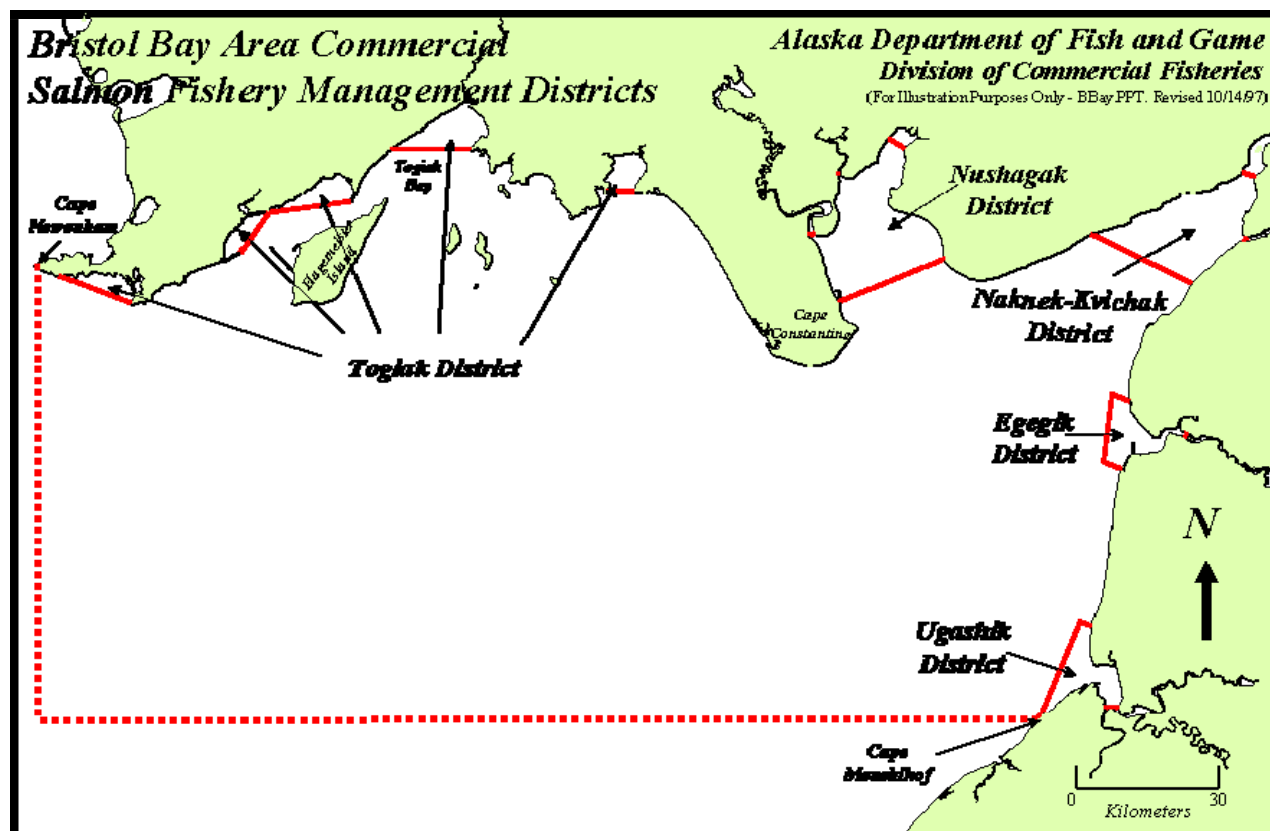 Bristol Bay Area Commercial
Salmon Fishery Management Districts
Alaska Department of Fish and Game
Division of Commercial Fisheries
(For Illustration Purposes Only - BBay PPT. Revised 10/14/97)
Togiak
Bay
Nushagak
District
Cape
Newenham
Hagemeister
Island
Naknek-Kvichak
District
Cape
Constantine
Togiak District
Egegik
District
N
Ugashik
District
Cape
Menshikof
0
30
Kilometers